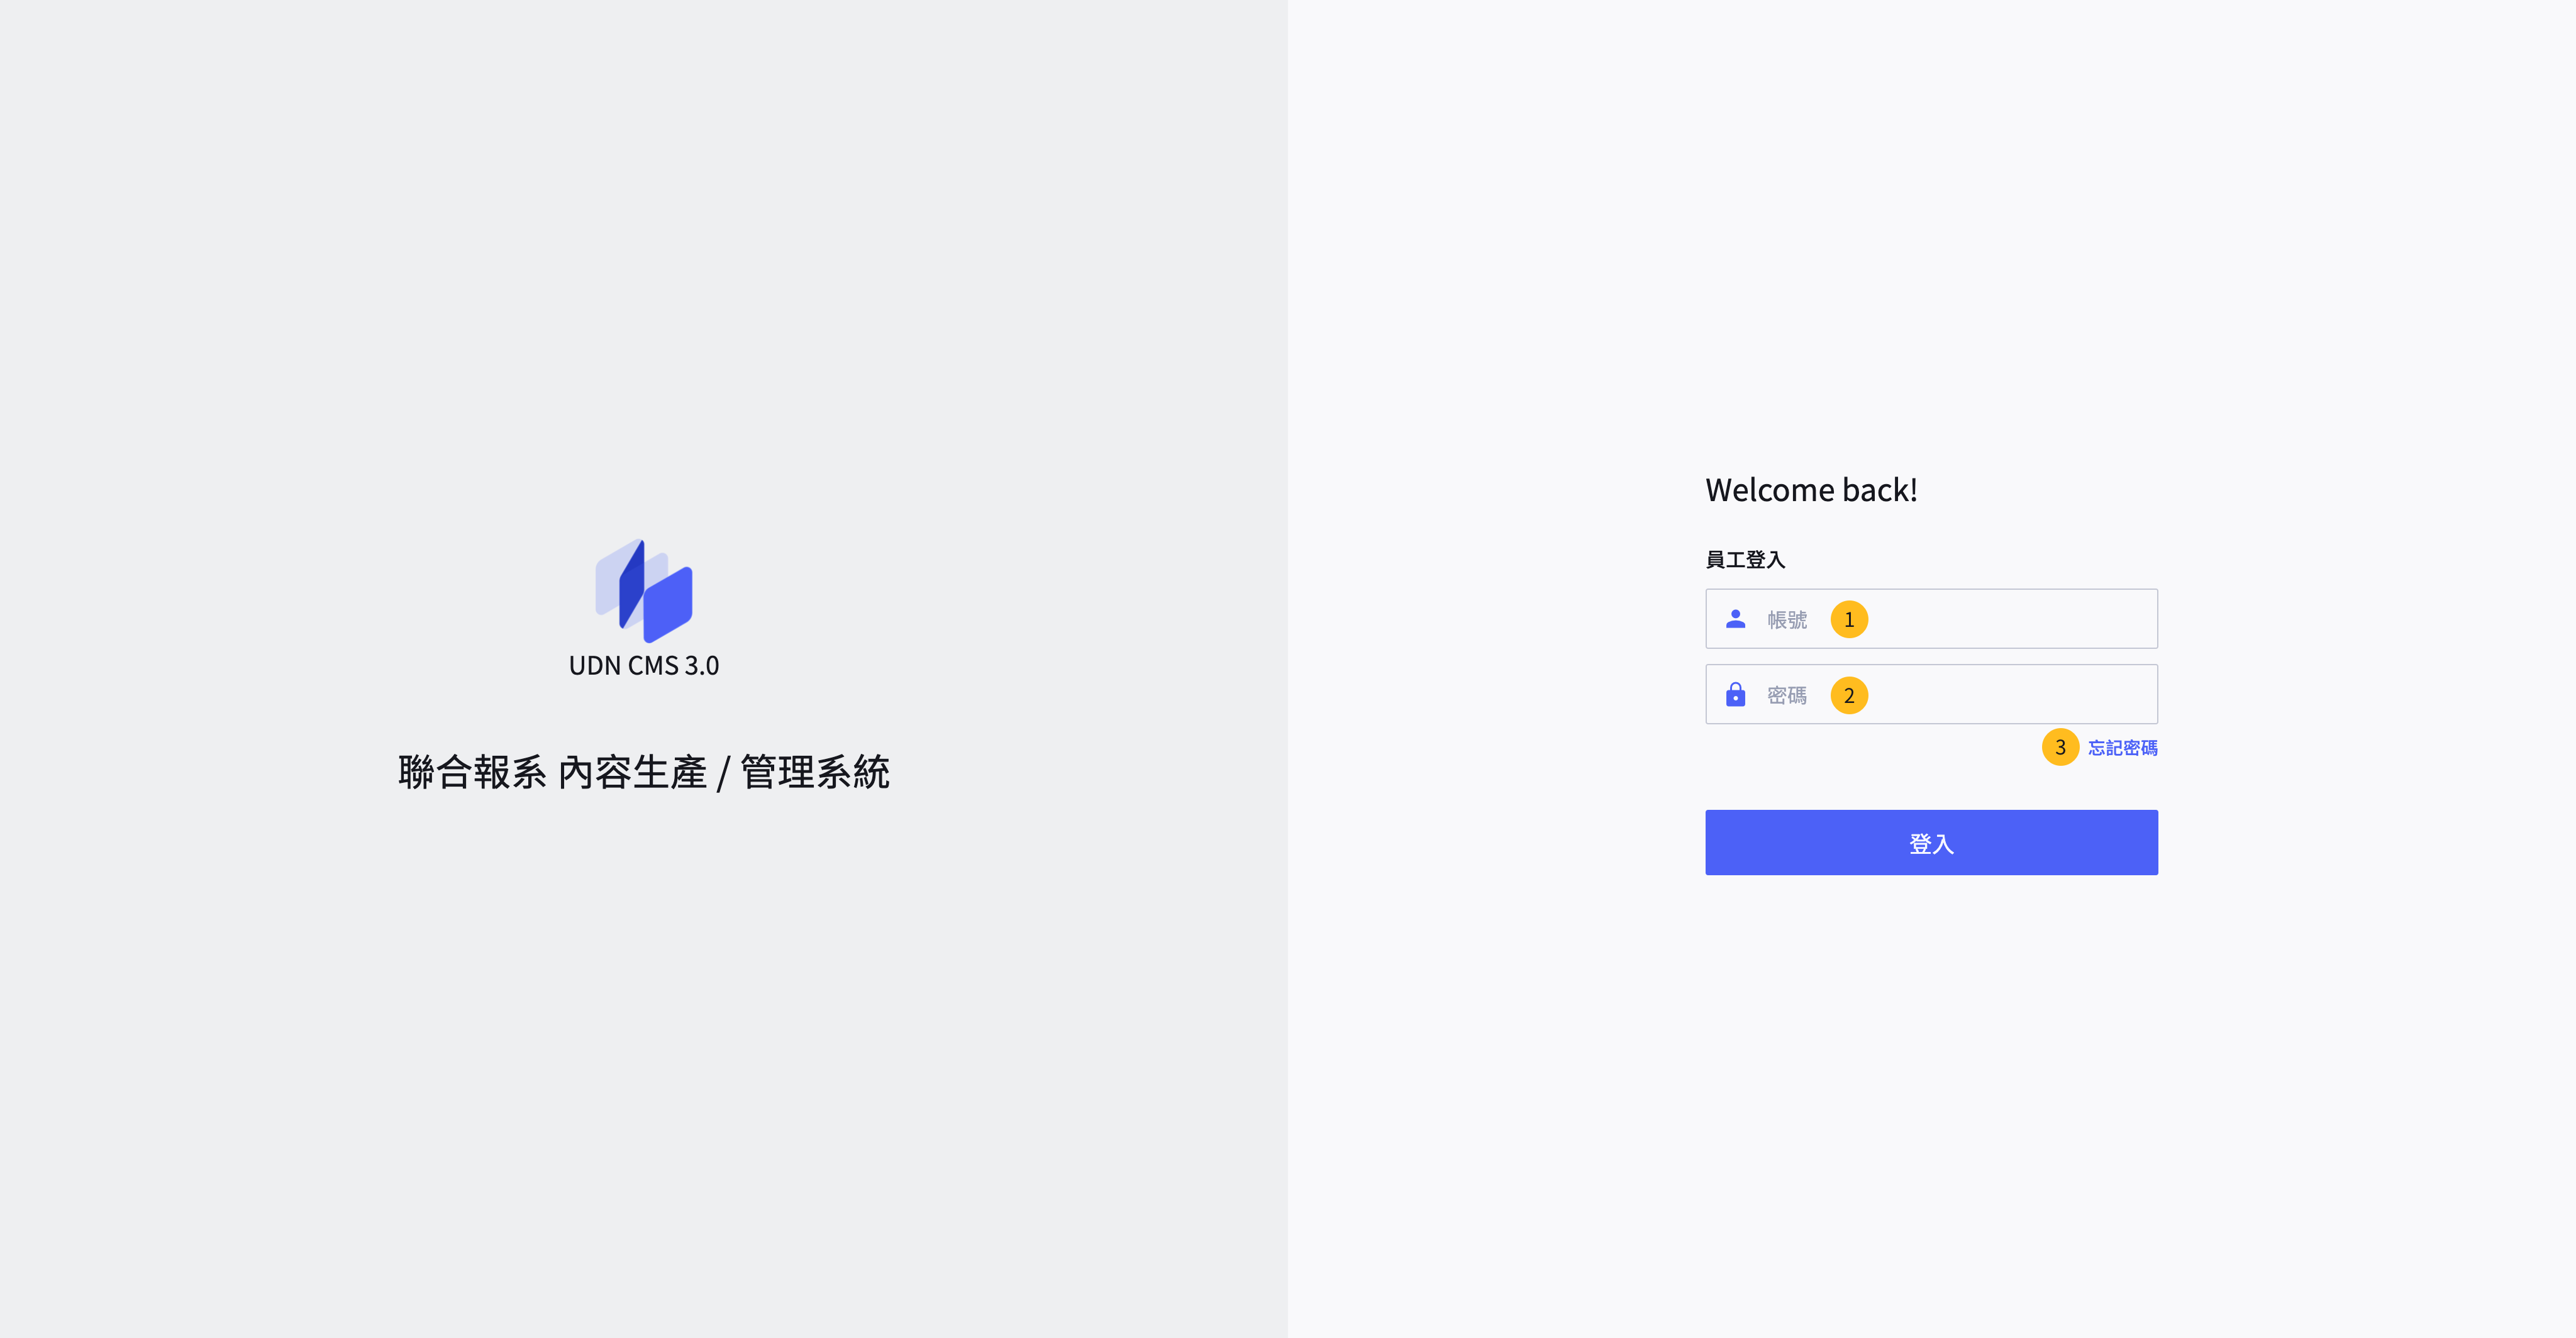 UDN CMS 3.0
聯合報系 內容生產 / 管理系統
Welcome back!
員工登入
帳號 1
密碼 2
3 忘記密碼
登入